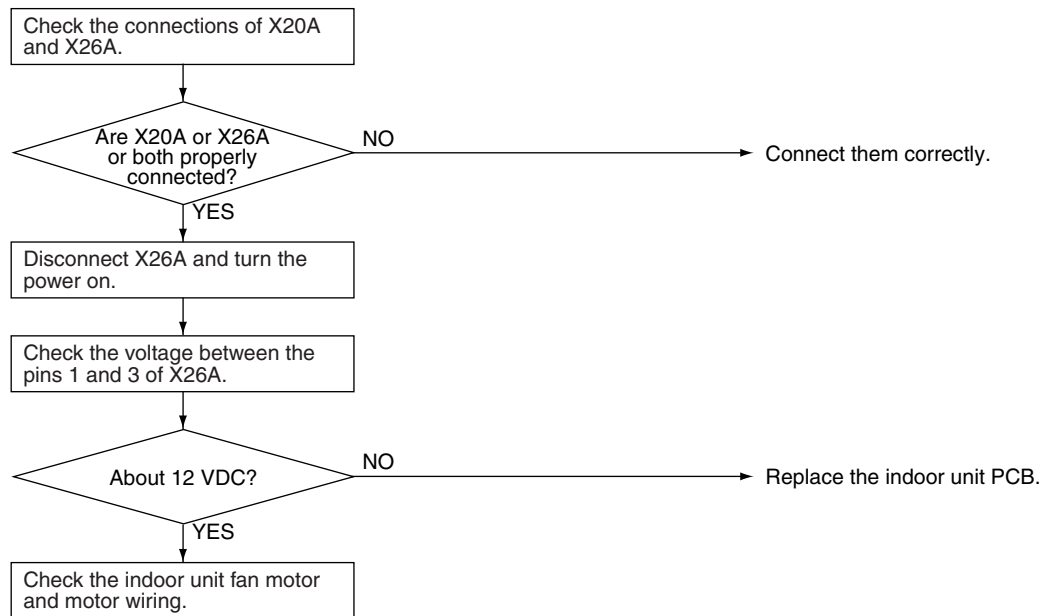 Check the connections of X20A
and X26A.
Are X20A or X26A
or both properly
connected?
NO
Connect them correctly.
YES
Disconnect X26A and turn the
power on.
Check the voltage between the
pins 1 and 3 of X26A.
About 12 VDC?
NO
Replace the indoor unit PCB.
YES
Check the indoor unit fan motor
and motor wiring.